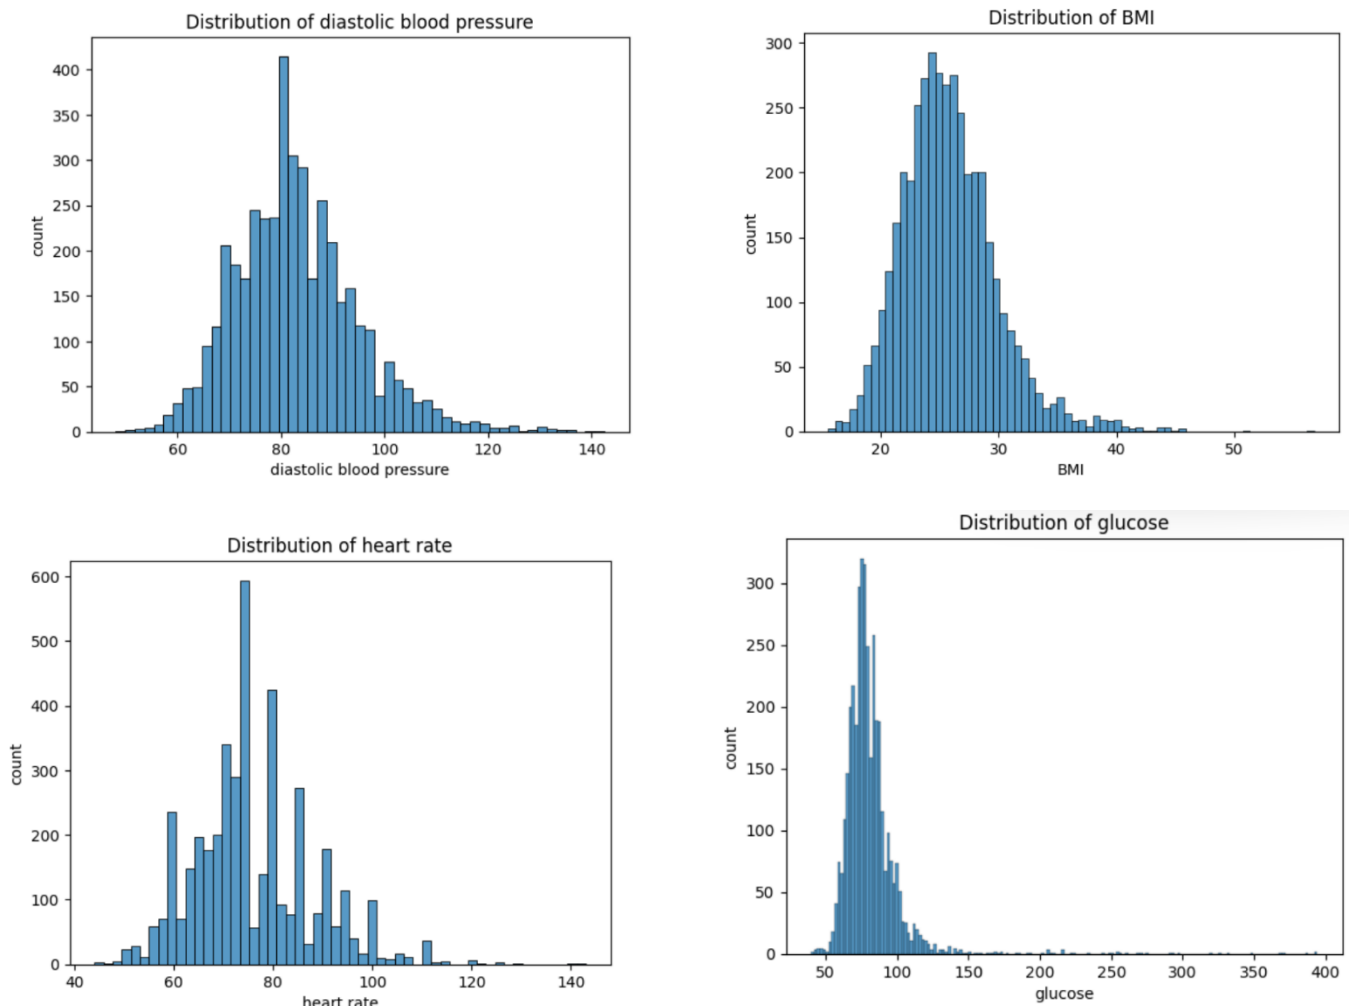 Distribution of diastolic blood pressure
400
350
300
250
200
150
100
50
0
count
60 80 100 120 140
diastolic blood pressure
Distribution of BMI
300
250
200
150
100
50
0
count
20 30 40 50
BMI
Distribution of heart rate
600
500
400
300
200
100
0
count
40 60 80 100 120 140
heart rate
Distribution of glucose
300
250
200
150
100
50
0
count
50 100 150 200 250 300 350 400
glucose